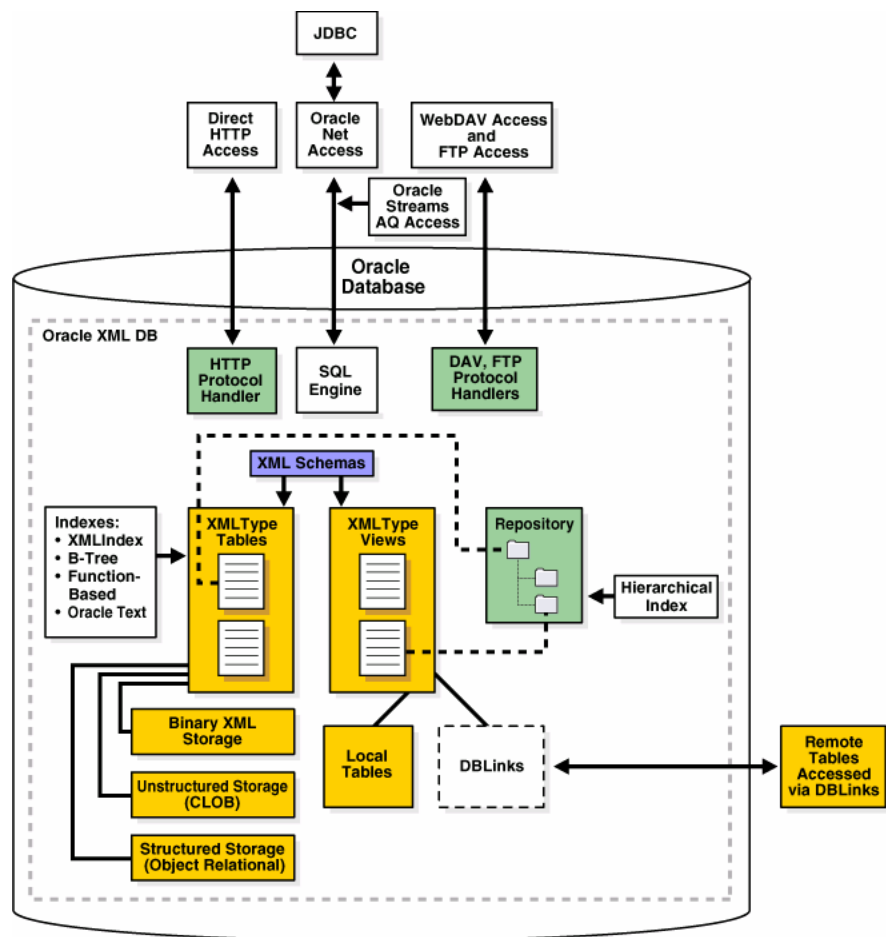 JDBC
Direct
HTTP
Access
Oracle
Net
Access
WebDAV Access
and
FTP Access
Oracle
Streams
AQ Access
Oracle
Database
Oracle XML DB
HTTP
Protocol
Handler
SQL
Engine
DAV, FTP
Protocol
Handlers
XML Schemas
Indexes:
• XMLIndex
• B-Tree
• Function-
Based
• Oracle Text
XMLType
Tables
XMLType
Views
Repository
Hierarchical
Index
Binary XML
Storage
Unstructured Storage
(CLOB)
Structured Storage
(Object Relational)
Local
Tables
DBLinks
Remote
Tables
Accessed
via DBLinks